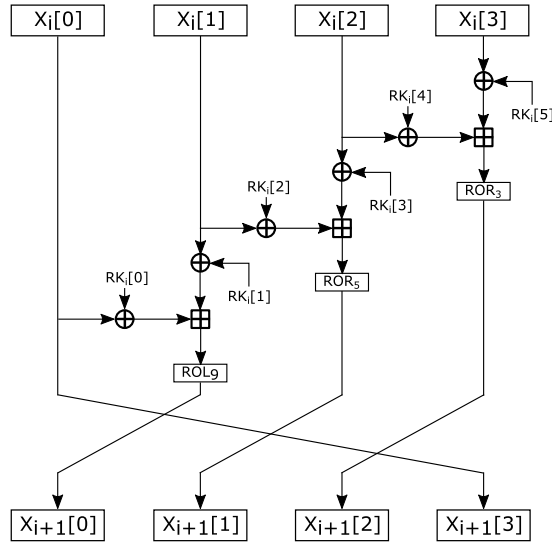 Xi[0] Xi[1] Xi[2] Xi[3]
RKi[4]
RKi[5]
RKi[2]
ROR3
RKi[3]
RKi[0]
ROR5
RKi[1]
ROL9
Xi+1[0] Xi+1[1] Xi+1[2] Xi+1[3]